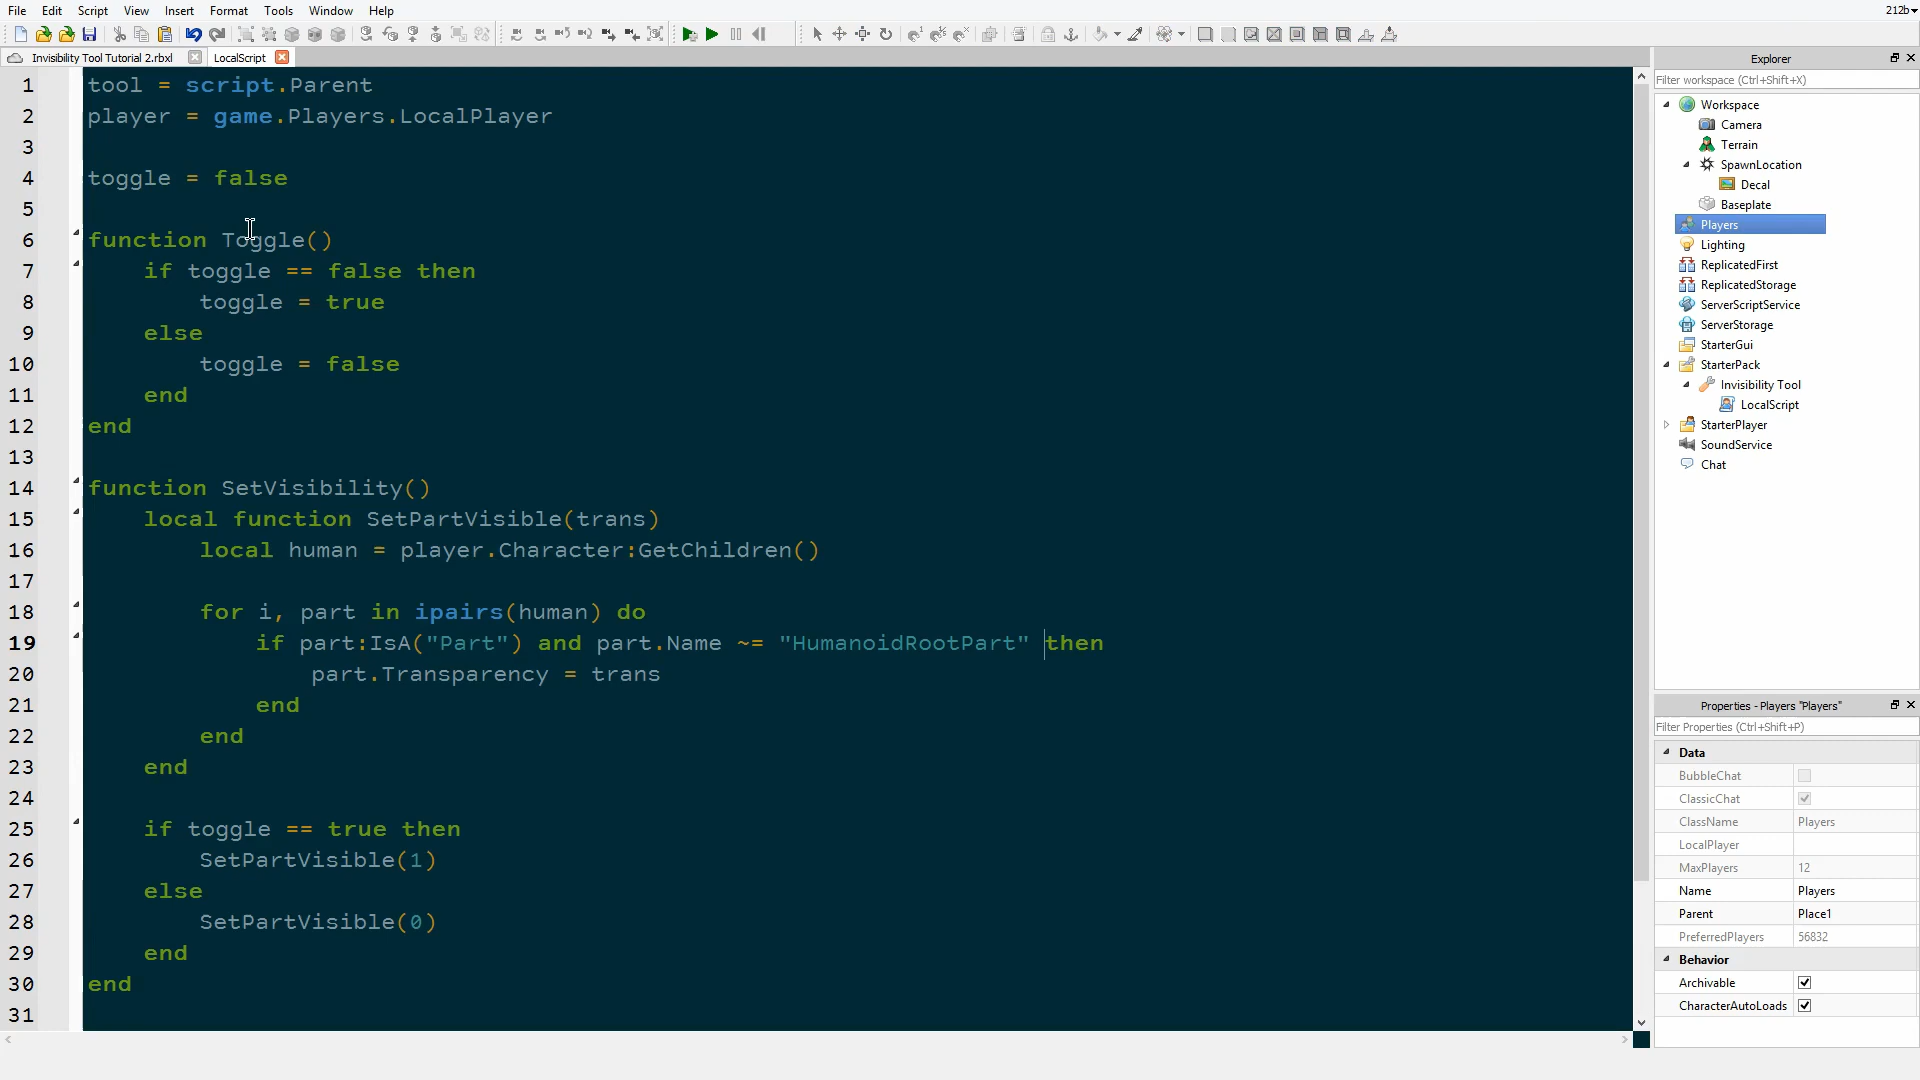 File Edit Script View Insert Format Tools Window Help
212b
Invisibility Tool Tutorial 2.rbxl
LocalScript
1 tool = script.Parent
2 player = game.Players.LocalPlayer
3
4 toggle = false
5
6 function Toggle()
7 if toggle == false then
8 toggle = true
9 else
10 toggle = false
11 end
12 end
13
14 function SetVisibility()
15 local function SetPartVisible(trans)
16 local human = player.Character:GetChildren()
17
18 for i, part in ipairs(human) do
19 if part:IsA("Part") and part.Name ~= "HumanoidRootPart" then
20 part.Transparency = trans
21 end
22 end
23 end
24
25 if toggle == true then
26 SetPartVisible(1)
27 else
28 SetPartVisible(0)
29 end
30 end
31
Explorer
Filter workspace (Ctrl+Shift+X)
Workspace
Camera
Terrain
SpawnLocation
Decal
Baseplate
Players
Lighting
ReplicatedFirst
ReplicatedStorage
ServerScriptService
ServerStorage
StarterGui
StarterPack
Invisibility Tool
LocalScript
StarterPlayer
SoundService
Chat
Properties - Players "Players"
Filter Properties (Ctrl+Shift+P)
Data
BubbleChat
ClassicChat
ClassName Players
LocalPlayer
MaxPlayers 12
Name Players
Parent Place1
PreferredPlayers 56832
Behavior
Archivable
CharacterAutoLoads